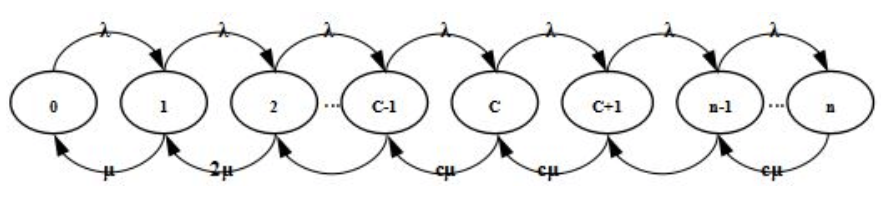 λ λ λ λ λ λ λ
0 1 2 ... C-1 C C+1 n-1 ... n
μ 2μ cμ cμ cμ